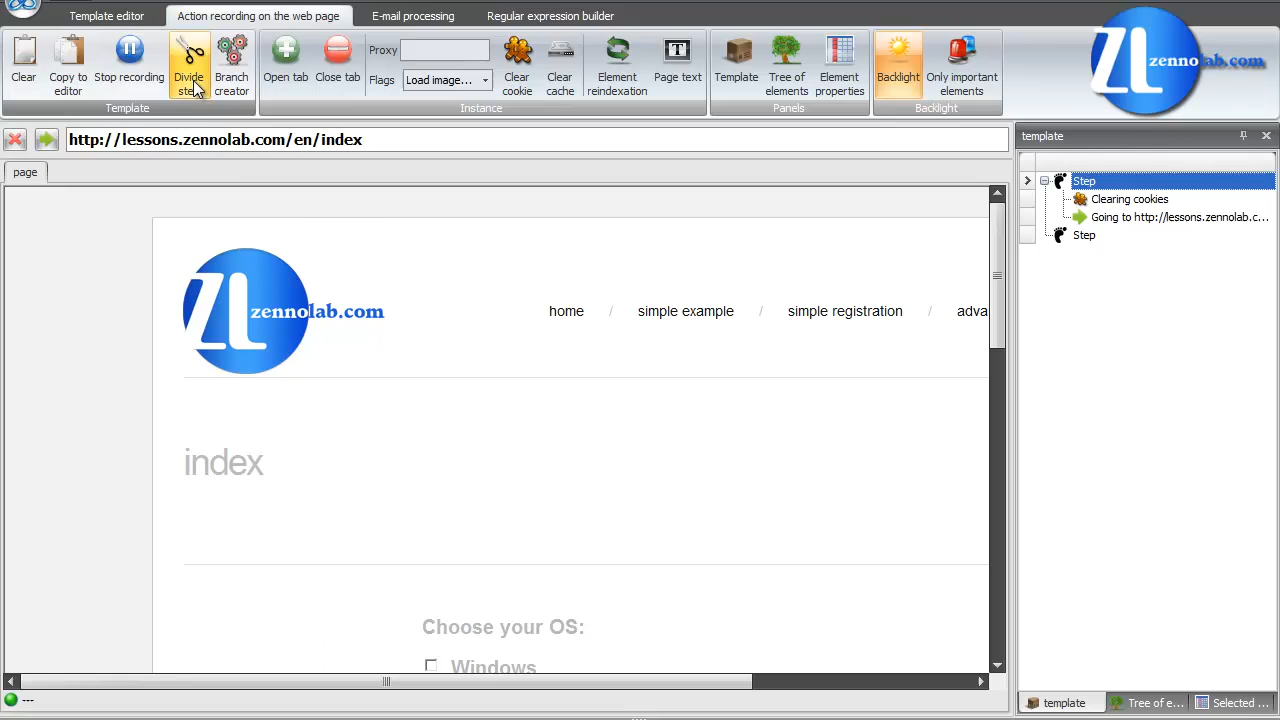 Template editor
Action recording on the web page
E-mail processing
Regular expression builder
Clear
Copy to editor
Stop recording
Divide
Branch creator
Template
Open tab
Close tab
Proxy
Flags
Load image...
Clear cookie
Clear cache
Element reindexation
Page text
Instance
Template
Tree of elements
Element properties
Panels
Backlight
Only important elements
Backlight
ZL zennolab.com
http://lessons.zennolab.com/en/index
page
template
Step
Clearing cookies
Going to http://lessons.zennolab.c...
Step
ZL zennolab.com
home / simple example / simple registration / adva
index
Choose your OS:
Windows
---
template
Tree of e...
Selected ...